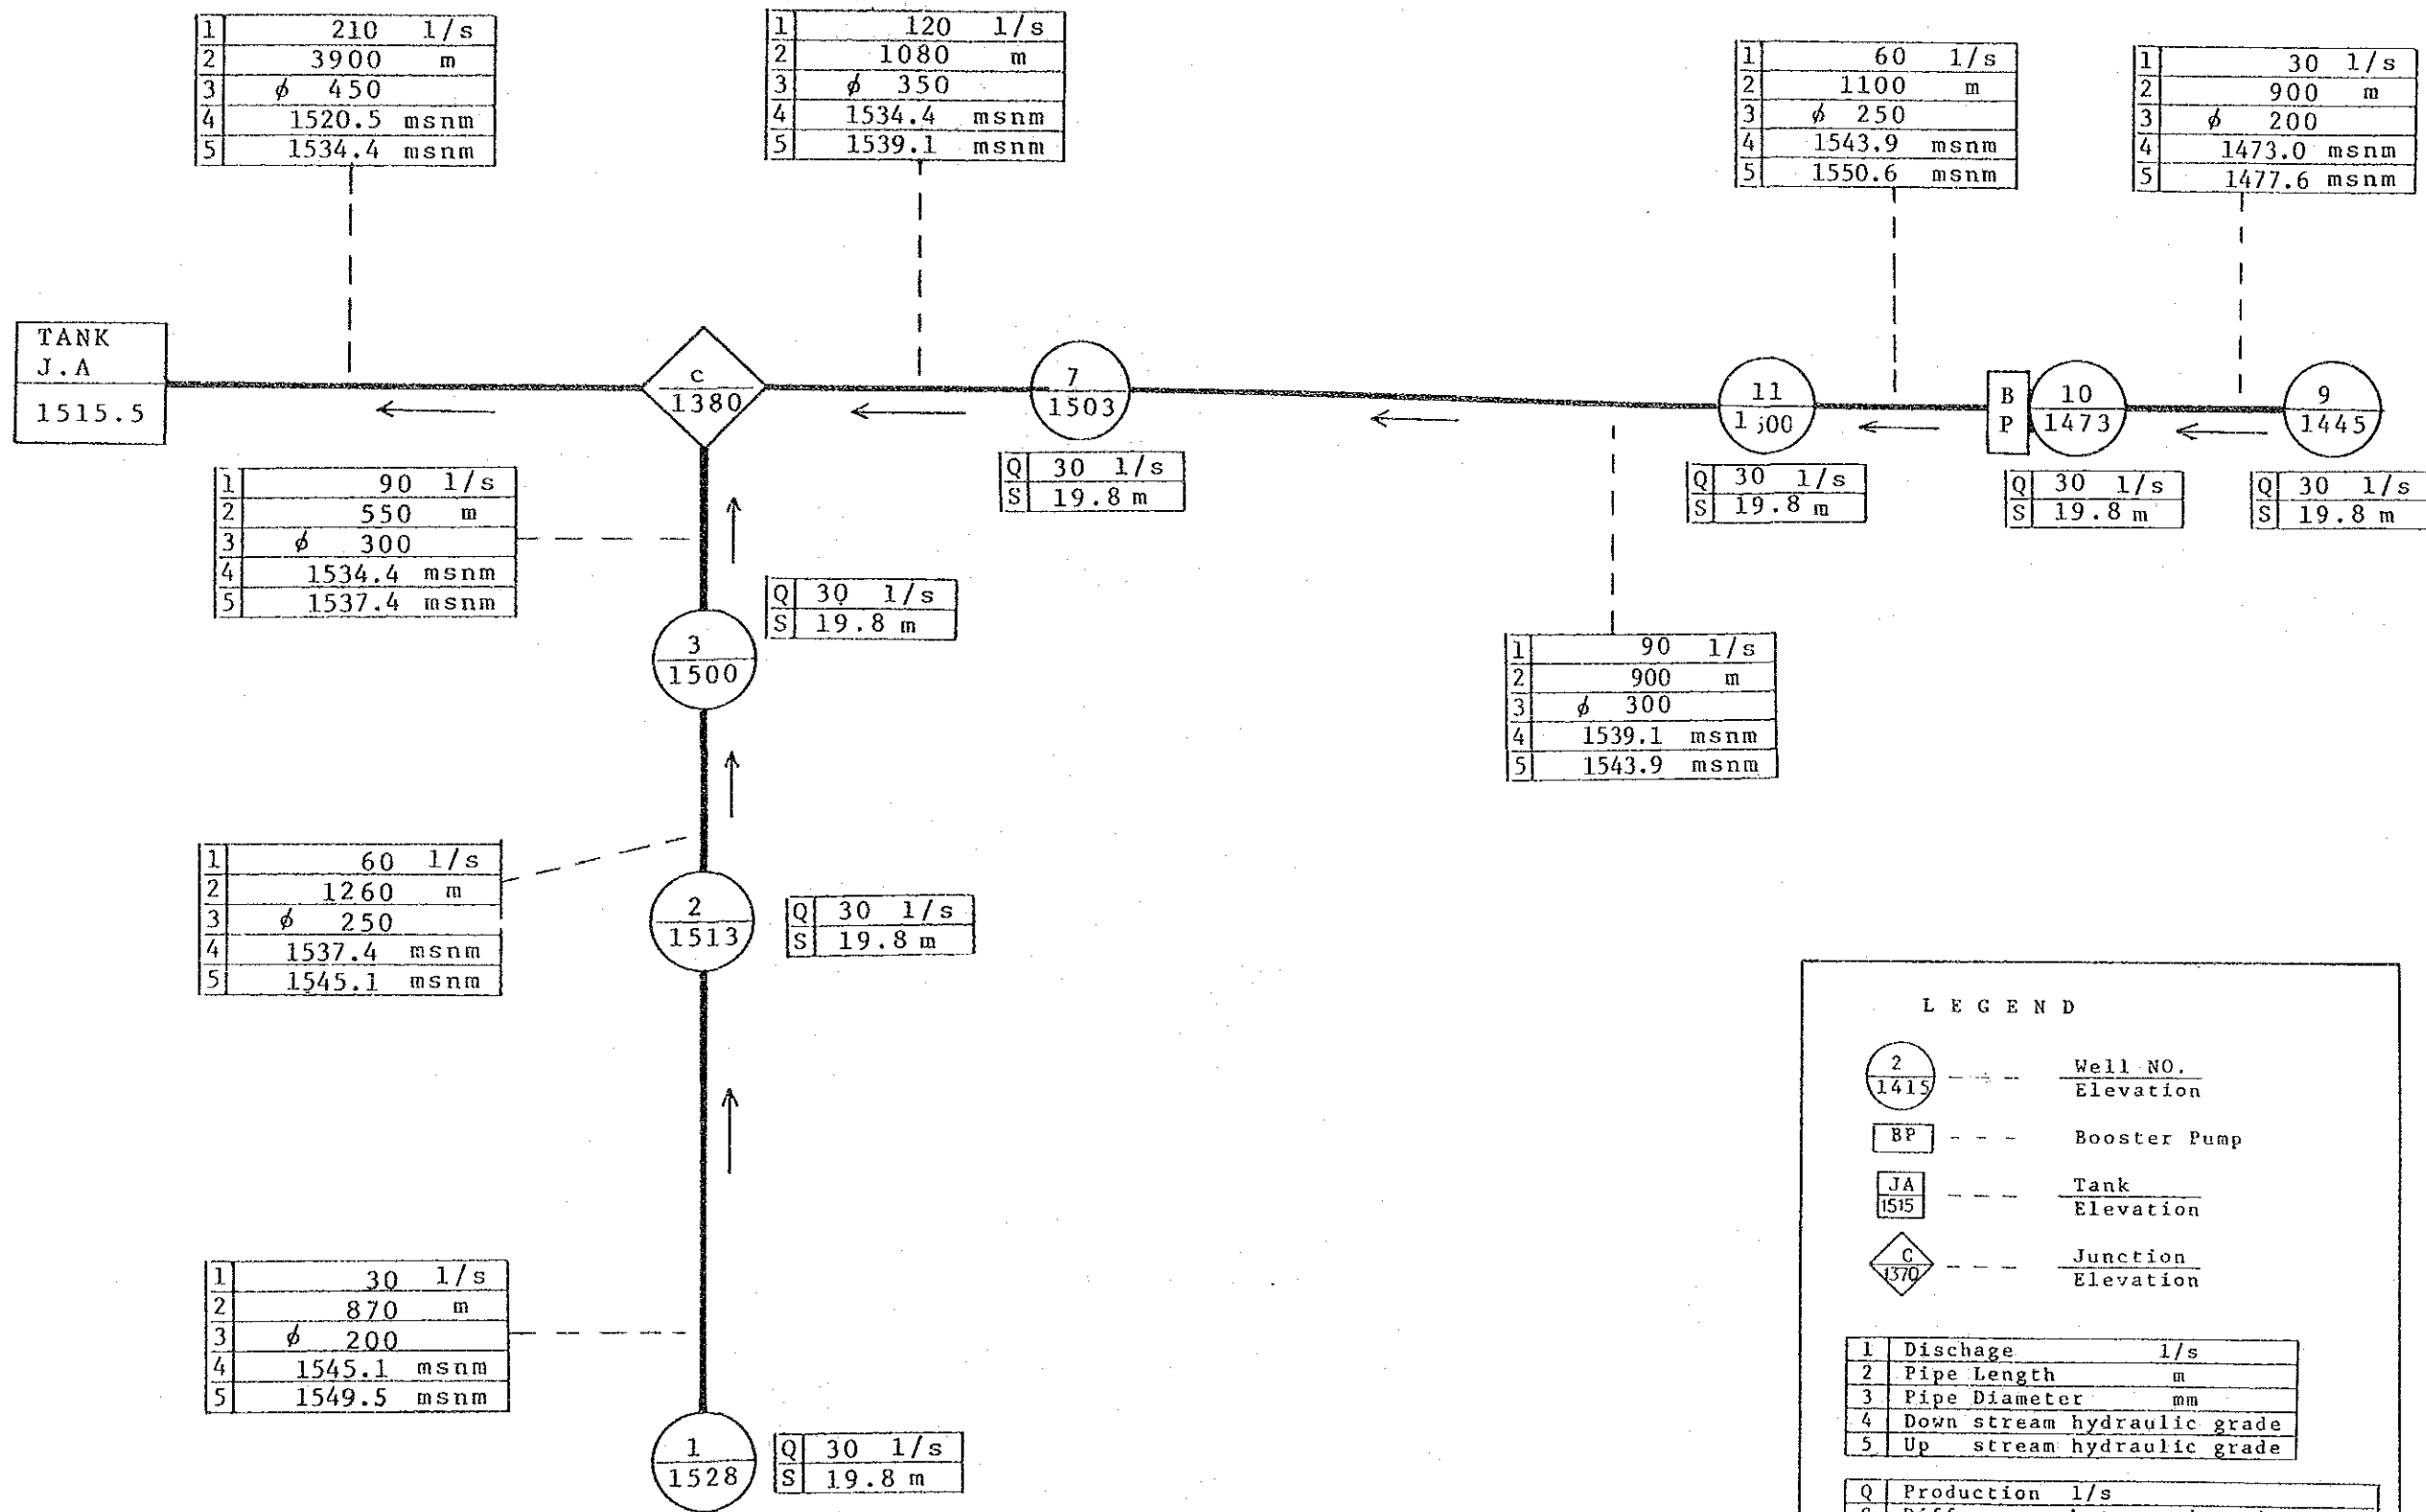 1 210 l/s
2 3900 m
3 ϕ 450
4 1520.5 msnm
5 1534.4 msnm
1 120 l/s
2 1080 m
3 ϕ 350
4 1534.4 msnm
5 1539.1 msnm
1 60 l/s
2 1100 m
3 ϕ 250
4 1543.9 msnm
5 1550.6 msnm
1 30 l/s
2 900 m
3 ϕ 200
4 1473.0 msnm
5 1477.6 msnm
TANK
J.A
1515.5
C
1380
7
1503
11
B
P
10
1473
9
1445
Q 30 l/s
S 19.8 m
Q 30 l/s
S 19.8 m
Q 30 l/s
S 19.8 m
Q 30 l/s
S 19.8 m
1 90 l/s
2 550 m
3 ϕ 300
4 1534.4 msnm
5 1537.4 msnm
Q 30 l/s
S 19.8 m
3
1500
1 90 l/s
2 900 m
3 ϕ 300
4 1539.1 msnm
5 1543.9 msnm
1 60 l/s
2 1260 m
3 ϕ 250
4 1537.4 msnm
5 1545.1 msnm
2
1513
Q 30 l/s
S 19.8 m
1 30 l/s
2 870 m
3 ϕ 200
4 1545.1 msnm
5 1549.5 msnm
1
1528
Q 30 l/s
S 19.8 m
LEGEND
2
1415
Well NO.
Elevation
BP
Booster Pump
JA
1515
Tank
Elevation
C
1370
Junction
Elevation
1 Dischage l/s
2 Pipe Length m
3 Pipe Diameter mm
4 Down stream hydraulic grade
5 Up stream hydraulic grade
Q Production l/s